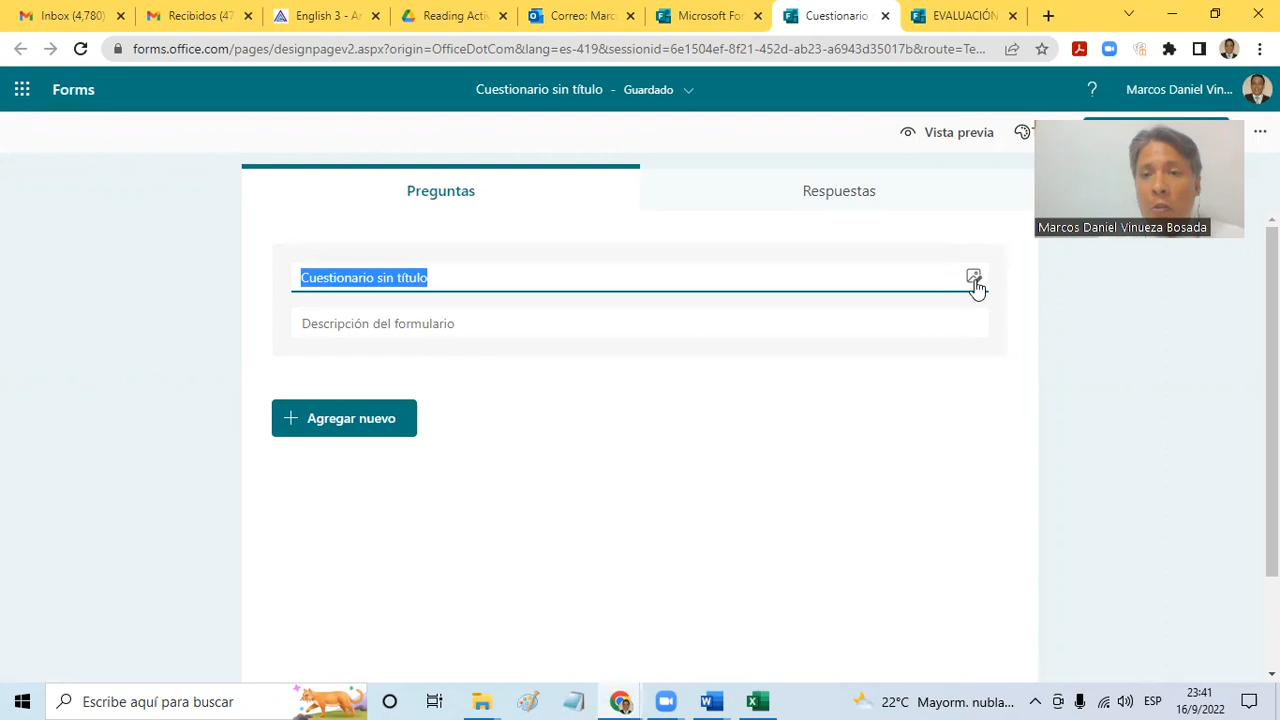 Inbox (4,780)
Recibidos (47
English 3 - A
Reading Activ
Correo: Marc
Microsoft Fo
Cuestionario
EVALUACIÓN
forms.office.com/pages/designpagev2.aspx?origin=OfficeDotCom&lang=es-419&sessionid=6e1504ef-8f21-452d-ab23-a6943d35017b&route=Te...
Forms
Cuestionario sin título - Guardado
?
Marcos Daniel Vin...
Vista previa
Preguntas
Respuestas
Marcos Daniel Vinueza Bosada
Cuestionario sin título
Descripción del formulario
Agregar nuevo
Escribe aquí para buscar
22°C Mayorm. nubla...
ESP
23:41
16/9/2022